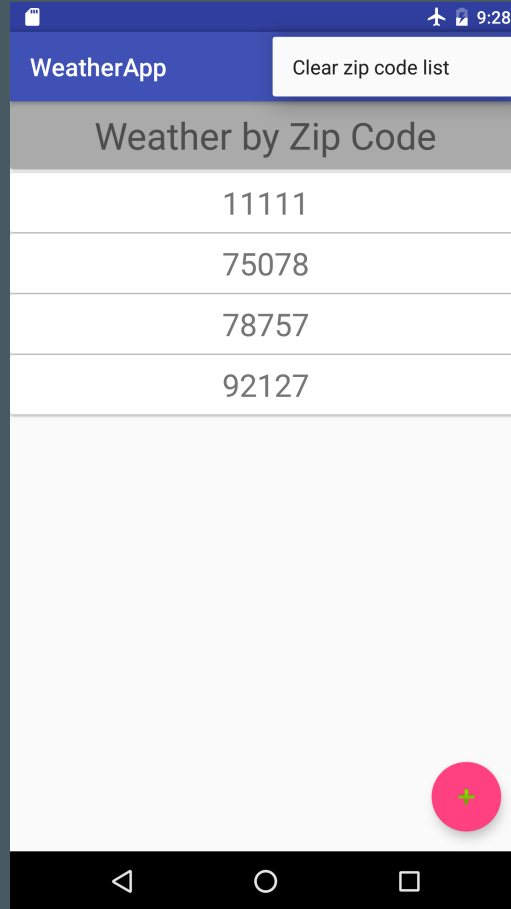 9:28
WeatherApp
Clear zip code list
Weather by Zip Code
11111
75078
78757
92127